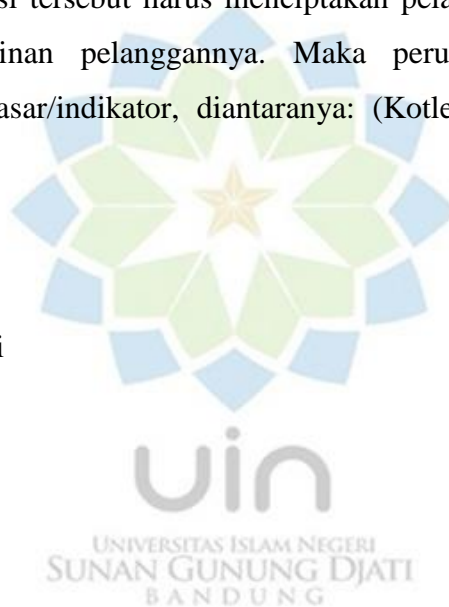 si tersebut harus menciptakan pela
inan pelanggannya. Maka peru
asar/indikator, diantaranya: (Kotle
i
uin
UNIVERSITAS ISLAM NEGERI
SUNAN GUNUNG DJATI
BANDUNG